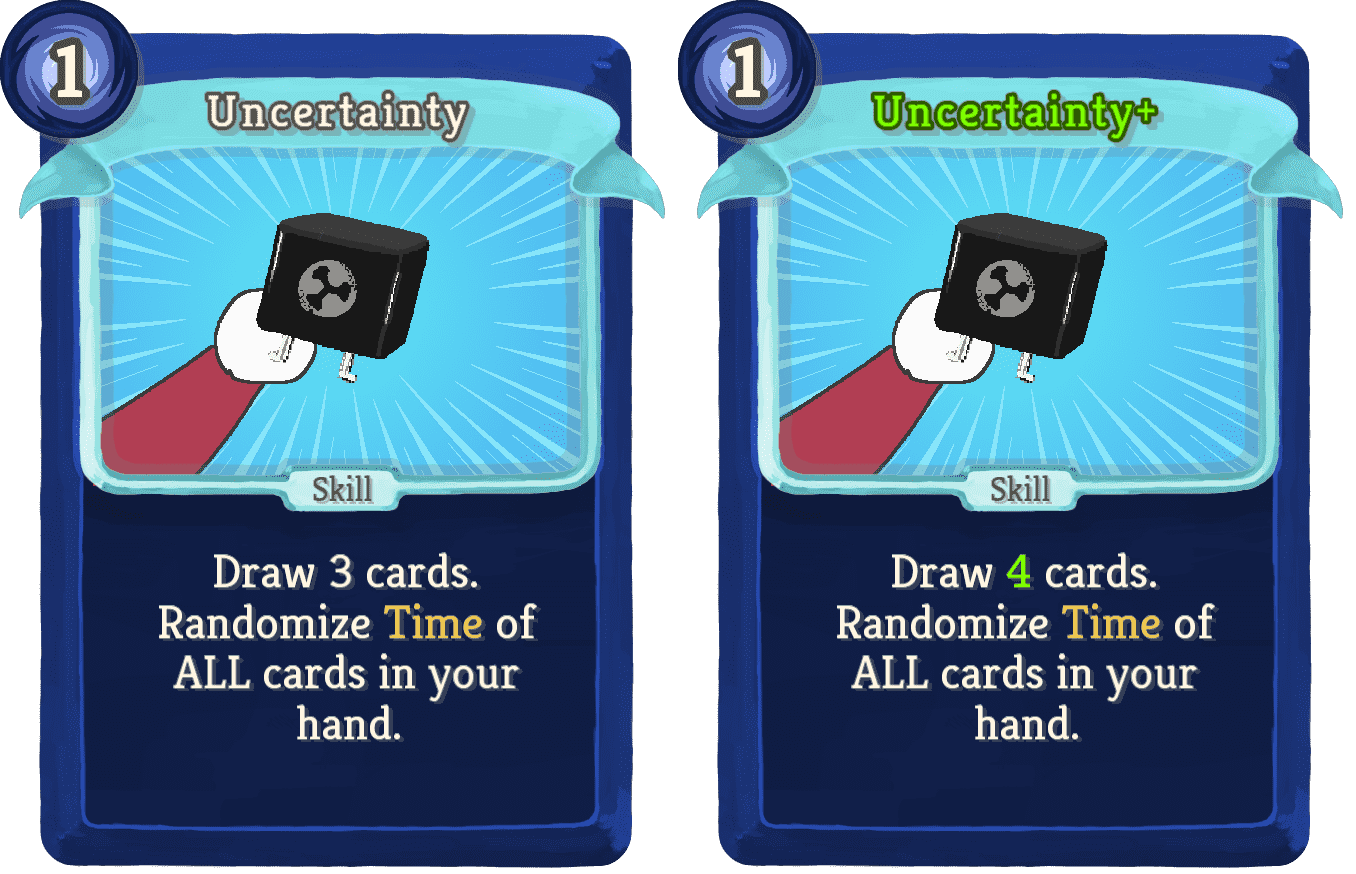 1
Uncertainty
Skill
Draw 3 cards.
Randomize Time of
ALL cards in your
hand.
1
Uncertainty+
Skill
Draw 4 cards.
Randomize Time of
ALL cards in your
hand.